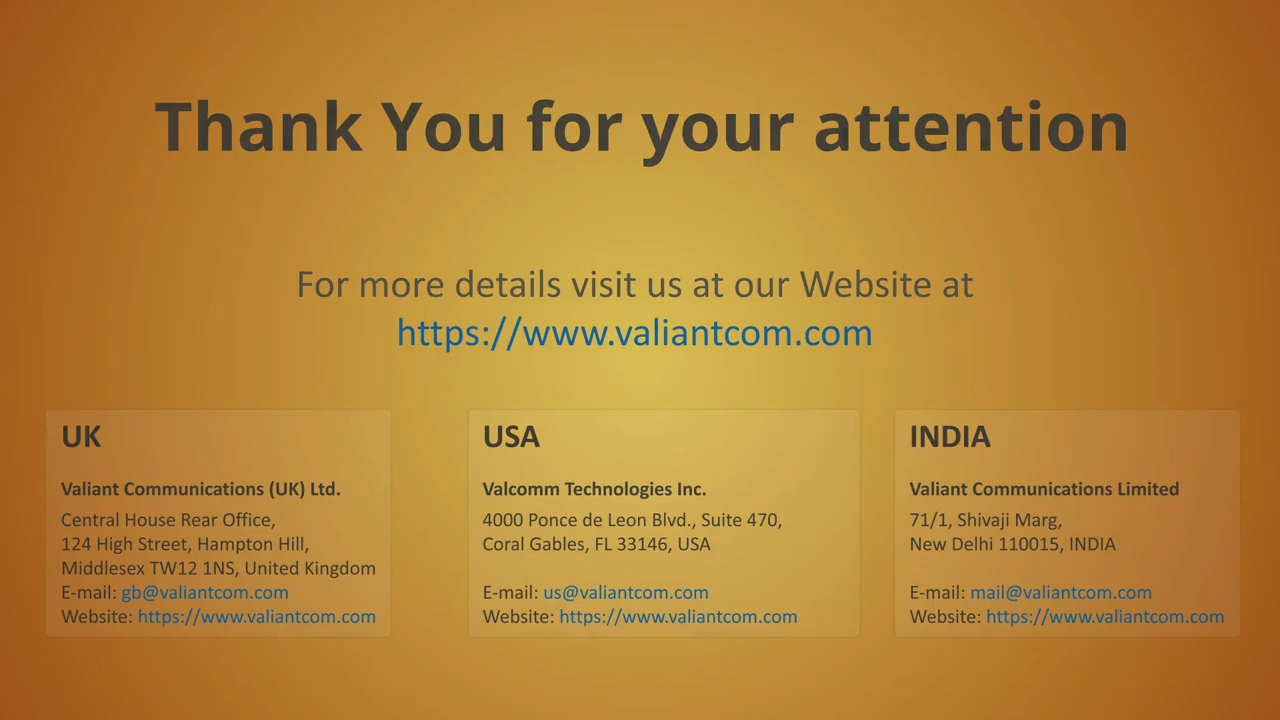 Thank You for your attention
For more details visit us at our Website at
https://www.valiantcom.com
UK
Valiant Communications (UK) Ltd.
Central House Rear Office,
124 High Street, Hampton Hill,
Middlesex TW12 1NS, United Kingdom
E-mail: gb@valiantcom.com
Website: https://www.valiantcom.com
USA
Valcomm Technologies Inc.
4000 Ponce de Leon Blvd., Suite 470,
Coral Gables, FL 33146, USA
E-mail: us@valiantcom.com
Website: https://www.valiantcom.com
INDIA
Valiant Communications Limited
71/1, Shivaji Marg,
New Delhi 110015, INDIA
E-mail: mail@valiantcom.com
Website: https://www.valiantcom.com